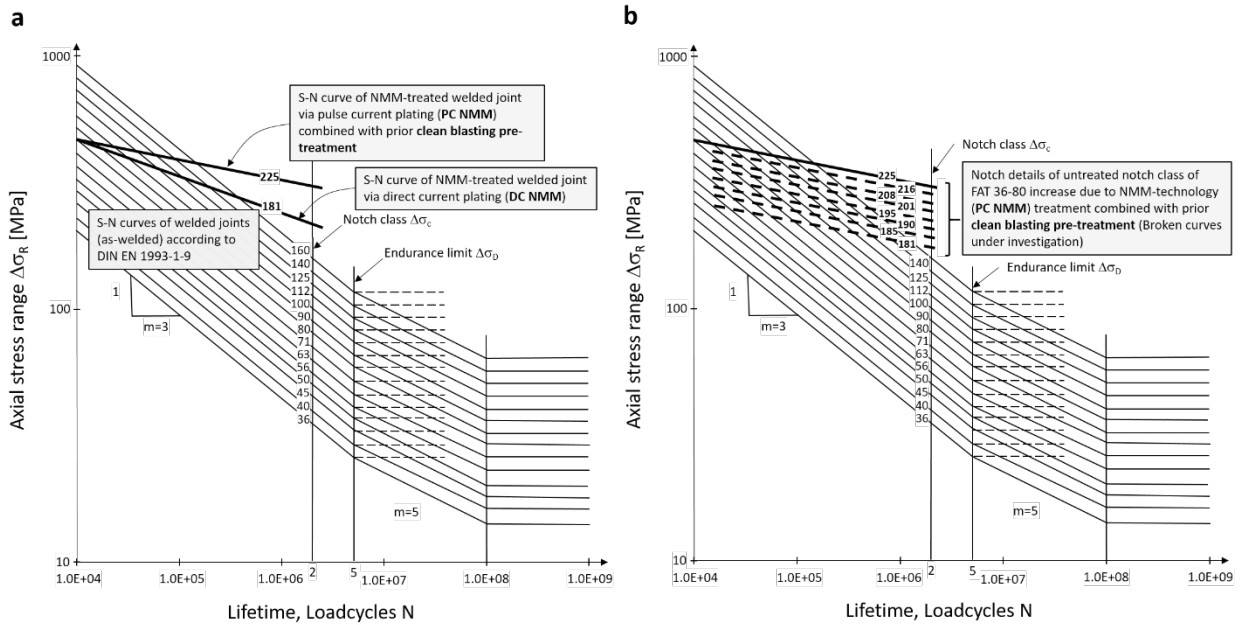 a
1000
100
10
Axial stress range ΔσR [MPa]
S-N curve of NMM-treated welded joint
via pulse current plating (PC NMM)
combined with prior clean blasting pre-
treatment
225
181
S-N curve of NMM-treated welded joint
via direct current plating (DC NMM)
S-N curves of welded joints
(as-welded) according to
DIN EN 1993-1-9
Notch class Δσc
Endurance limit ΔσD
160
140
125
112
100
90
80
71
63
56
50
45
40
36
1
m=3
m=5
1.0E+04
1.0E+05
1.0E+06
2
5
1.0E+07
1.0E+08
1.0E+09
Lifetime, Loadcycles N
b
1000
100
10
Axial stress range ΔσR [MPa]
Notch class Δσc
Notch details of untreated notch class of
FAT 36-80 increase due to NMM-technology
(PC NMM) treatment combined with prior
clean blasting pre-treatment (Broken curves
under investigation)
225
216
208
201
195
190
185
181
Endurance limit ΔσD
140
125
112
100
90
80
71
63
56
50
45
40
36
1
m=3
m=5
1.0E+04
1.0E+05
1.0E+06
2
5
1.0E+07
1.0E+08
1.0E+09
Lifetime, Loadcycles N